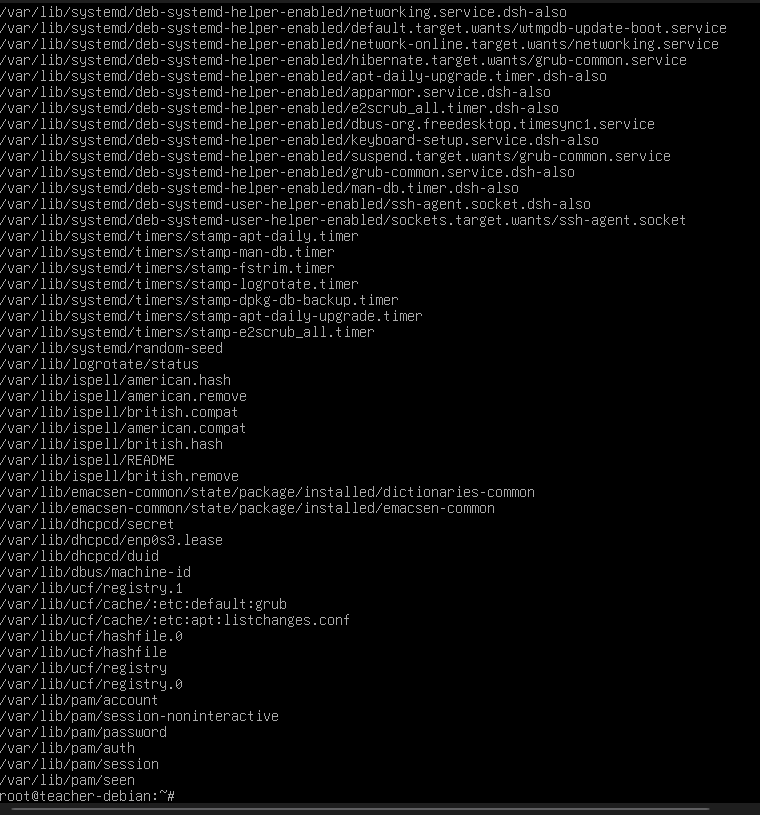 /var/lib/systemd/deb-systemd-helper-enabled/networking.service.dsh-also
/var/lib/systemd/deb-systemd-helper-enabled/default.target.wants/wtmpdb-update-boot.service
/var/lib/systemd/deb-systemd-helper-enabled/network-online.target.wants/networking.service
/var/lib/systemd/deb-systemd-helper-enabled/hibernate.target.wants/grub-common.service
/var/lib/systemd/deb-systemd-helper-enabled/apt-daily-upgrade.timer.dsh-also
/var/lib/systemd/deb-systemd-helper-enabled/apparmor.service.dsh-also
/var/lib/systemd/deb-systemd-helper-enabled/e2scrub_all.timer.dsh-also
/var/lib/systemd/deb-systemd-helper-enabled/dbus-org.freedesktop.timesync1.service
/var/lib/systemd/deb-systemd-helper-enabled/keyboard-setup.service.dsh-also
/var/lib/systemd/deb-systemd-helper-enabled/suspend.target.wants/grub-common.service
/var/lib/systemd/deb-systemd-helper-enabled/grub-common.service.dsh-also
/var/lib/systemd/deb-systemd-helper-enabled/man-db.timer.dsh-also
/var/lib/systemd/deb-systemd-user-helper-enabled/ssh-agent.socket.dsh-also
/var/lib/systemd/deb-systemd-user-helper-enabled/sockets.target.wants/ssh-agent.socket
/var/lib/systemd/timers/stamp-apt-daily.timer
/var/lib/systemd/timers/stamp-man-db.timer
/var/lib/systemd/timers/stamp-fstrim.timer
/var/lib/systemd/timers/stamp-logrotate.timer
/var/lib/systemd/timers/stamp-dpkg-db-backup.timer
/var/lib/systemd/timers/stamp-apt-daily-upgrade.timer
/var/lib/systemd/timers/stamp-e2scrub_all.timer
/var/lib/systemd/random-seed
/var/lib/logrotate/status
/var/lib/ispell/american.hash
/var/lib/ispell/american.remove
/var/lib/ispell/british.compat
/var/lib/ispell/american.compat
/var/lib/ispell/british.hash
/var/lib/ispell/README
/var/lib/ispell/british.remove
/var/lib/emacsen-common/state/package/installed/dictionaries-common
/var/lib/emacsen-common/state/package/installed/emacsen-common
/var/lib/dhcpcd/secret
/var/lib/dhcpcd/enp0s3.lease
/var/lib/dhcpcd/duid
/var/lib/dbus/machine-id
/var/lib/ucf/registry.1
/var/lib/ucf/cache/:etc:default:grub
/var/lib/ucf/cache/:etc:apt:listchanges.conf
/var/lib/ucf/hashfile.0
/var/lib/ucf/hashfile
/var/lib/ucf/registry
/var/lib/ucf/registry.0
/var/lib/pam/account
/var/lib/pam/session-noninteractive
/var/lib/pam/password
/var/lib/pam/auth
/var/lib/pam/session
/var/lib/pam/seen
root@teacher-debian:~#